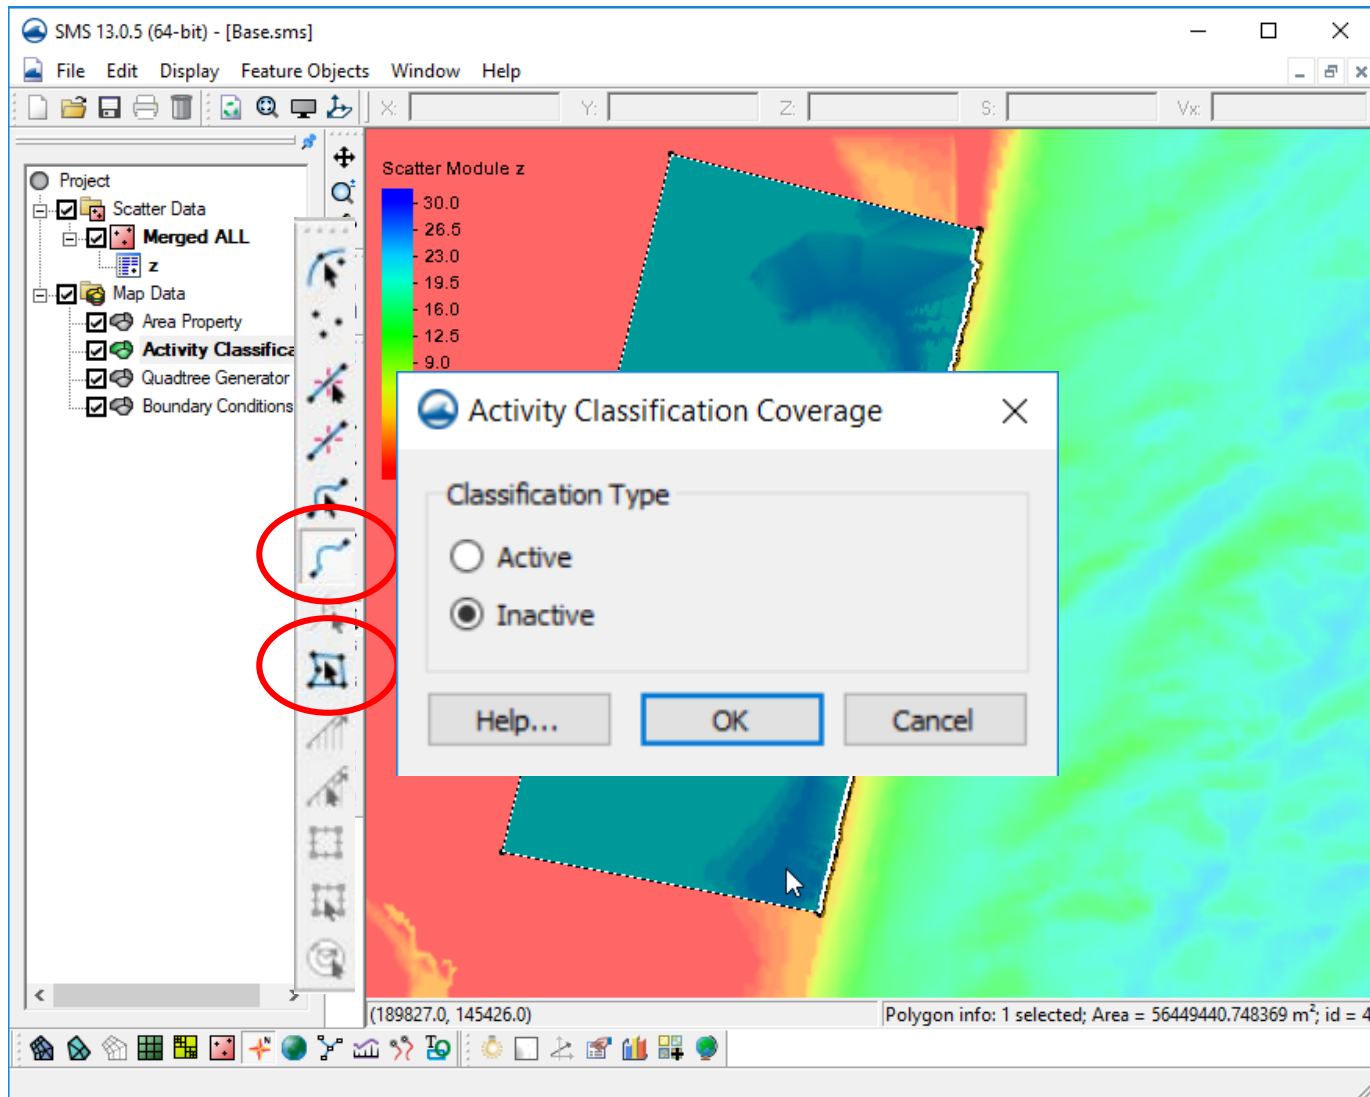 SMS 13.0.5 (64-bit) - [Base.sms]
File Edit Display Feature Objects Window Help
X: Y: Z: S: Vx:
Project
Scatter Data
Merged ALL
z
Map Data
Area Property
Activity Classifica
Quadtree Generator
Boundary Conditions
Scatter Module z
30.0
26.5
23.0
19.5
16.0
12.5
9.0
Activity Classification Coverage
Classification Type
Active
Inactive
Help... OK Cancel
(189827.0, 145426.0)
Polygon info: 1 selected; Area = 56449440.748369 m²; id = 4